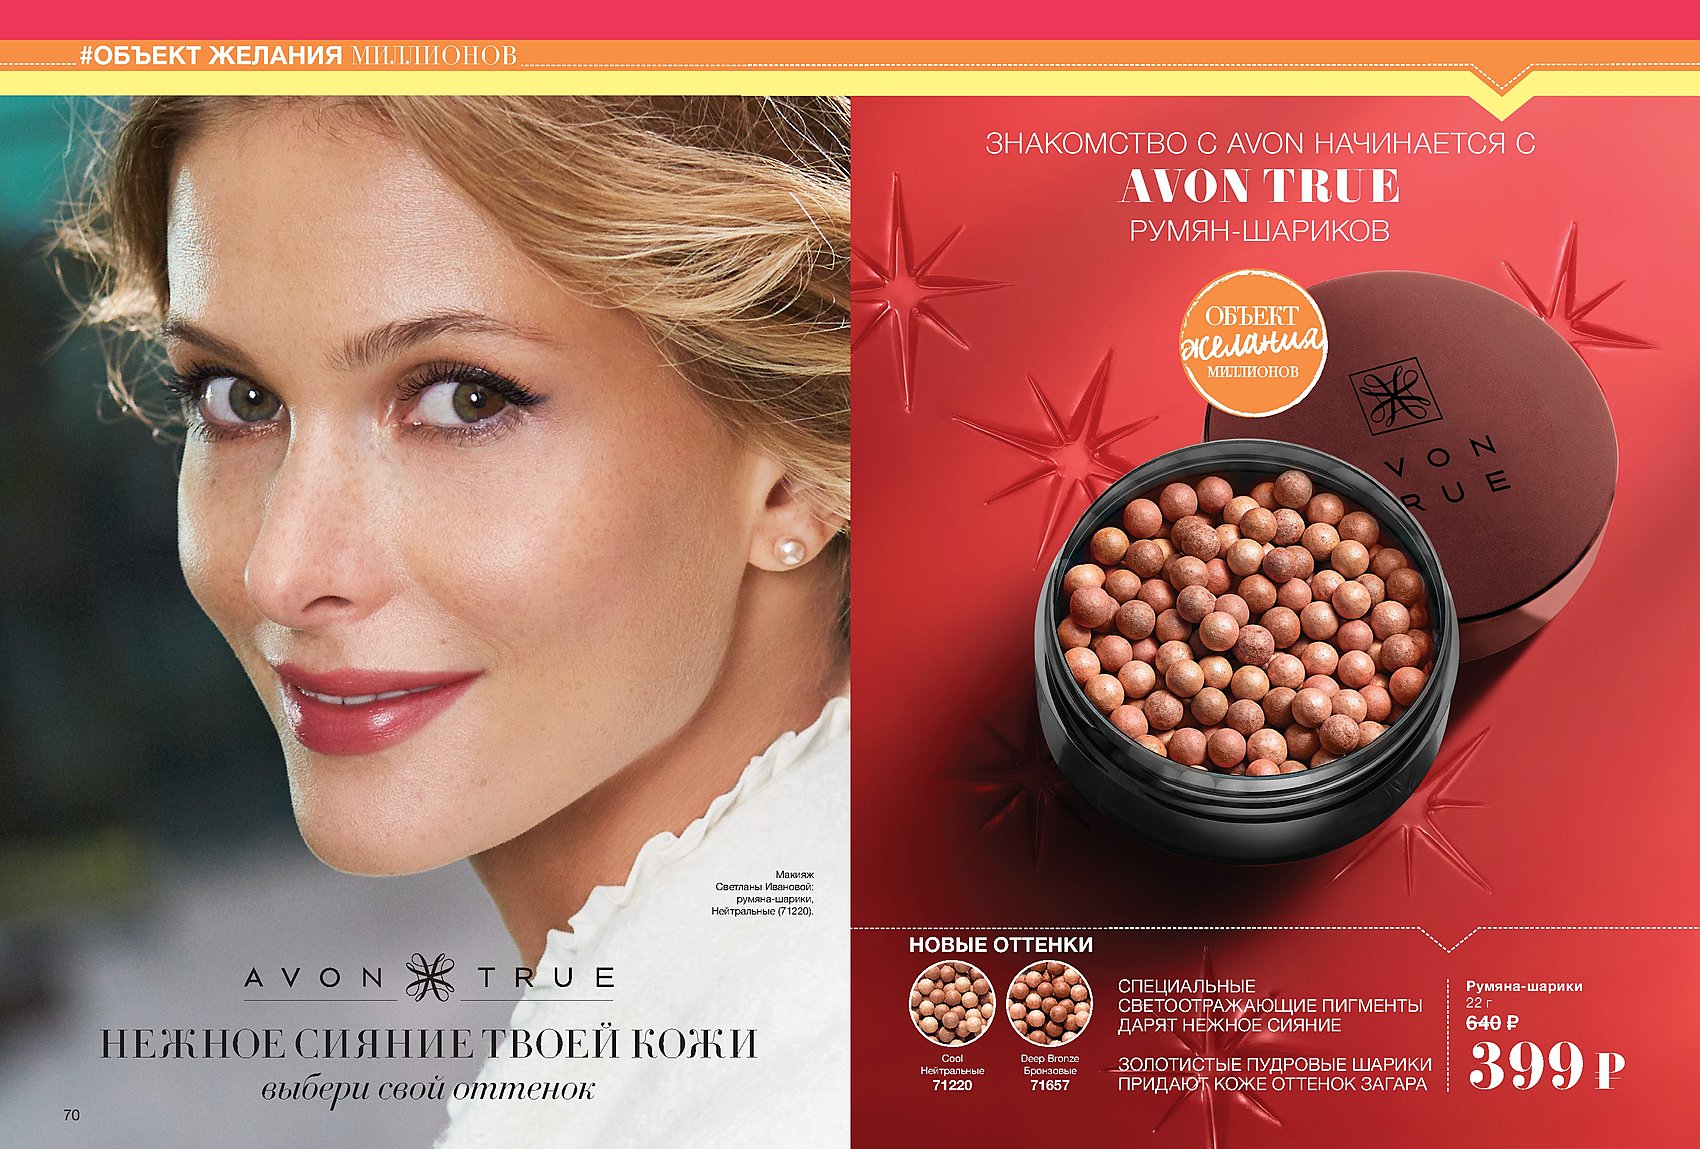 #ОБЪЕКТ ЖЕЛАНИЯ МИЛЛИОНОВ
Макияж
Светланы Ивановой:
румяна-шарики,
Нейтральные (71220).
AVON TRUE
НЕЖНОЕ СИЯНИЕ ТВОЕЙ КОЖИ
выбери свой оттенок
70
ЗНАКОМСТВО С AVON НАЧИНАЕТСЯ С
AVON TRUE
РУМЯН-ШАРИКОВ
ОБЪЕКТ
желания
МИЛЛИОНОВ
AVON
TRUE
НОВЫЕ ОТТЕНКИ
Cool
Нейтральные
71220
Deep Bronze
Бронзовые
71657
СПЕЦИАЛЬНЫЕ
СВЕТООТРАЖАЮЩИЕ ПИГМЕНТЫ
ДАРЯТ НЕЖНОЕ СИЯНИЕ
ЗОЛОТИСТЫЕ ПУДРОВЫЕ ШАРИКИ
ПРИДАЮТ КОЖЕ ОТТЕНОК ЗАГАРА
Румяна-шарики
22 г
640 ₽
399 ₽